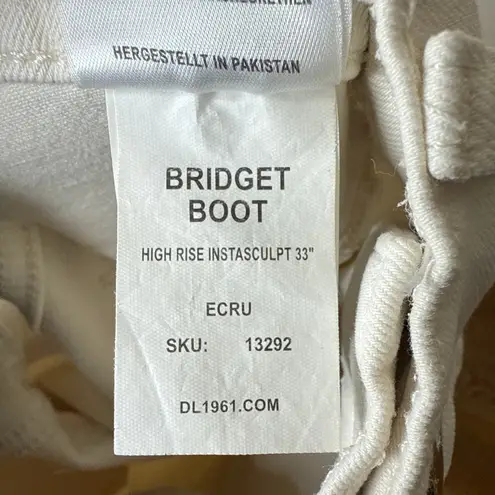 HERGESTELLT IN PAKISTAN
BRIDGET
BOOT
HIGH RISE INSTASCULPT 33"
ECRU
SKU: 13292
DL1961.COM